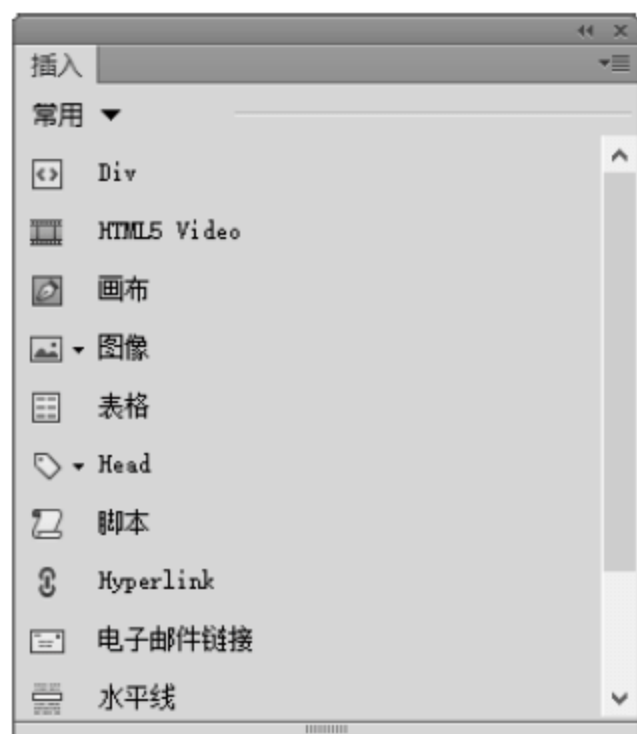 插入
常用
Div
HTML5 Video
画布
图像
表格
Head
脚本
Hyperlink
电子邮件链接
水平线